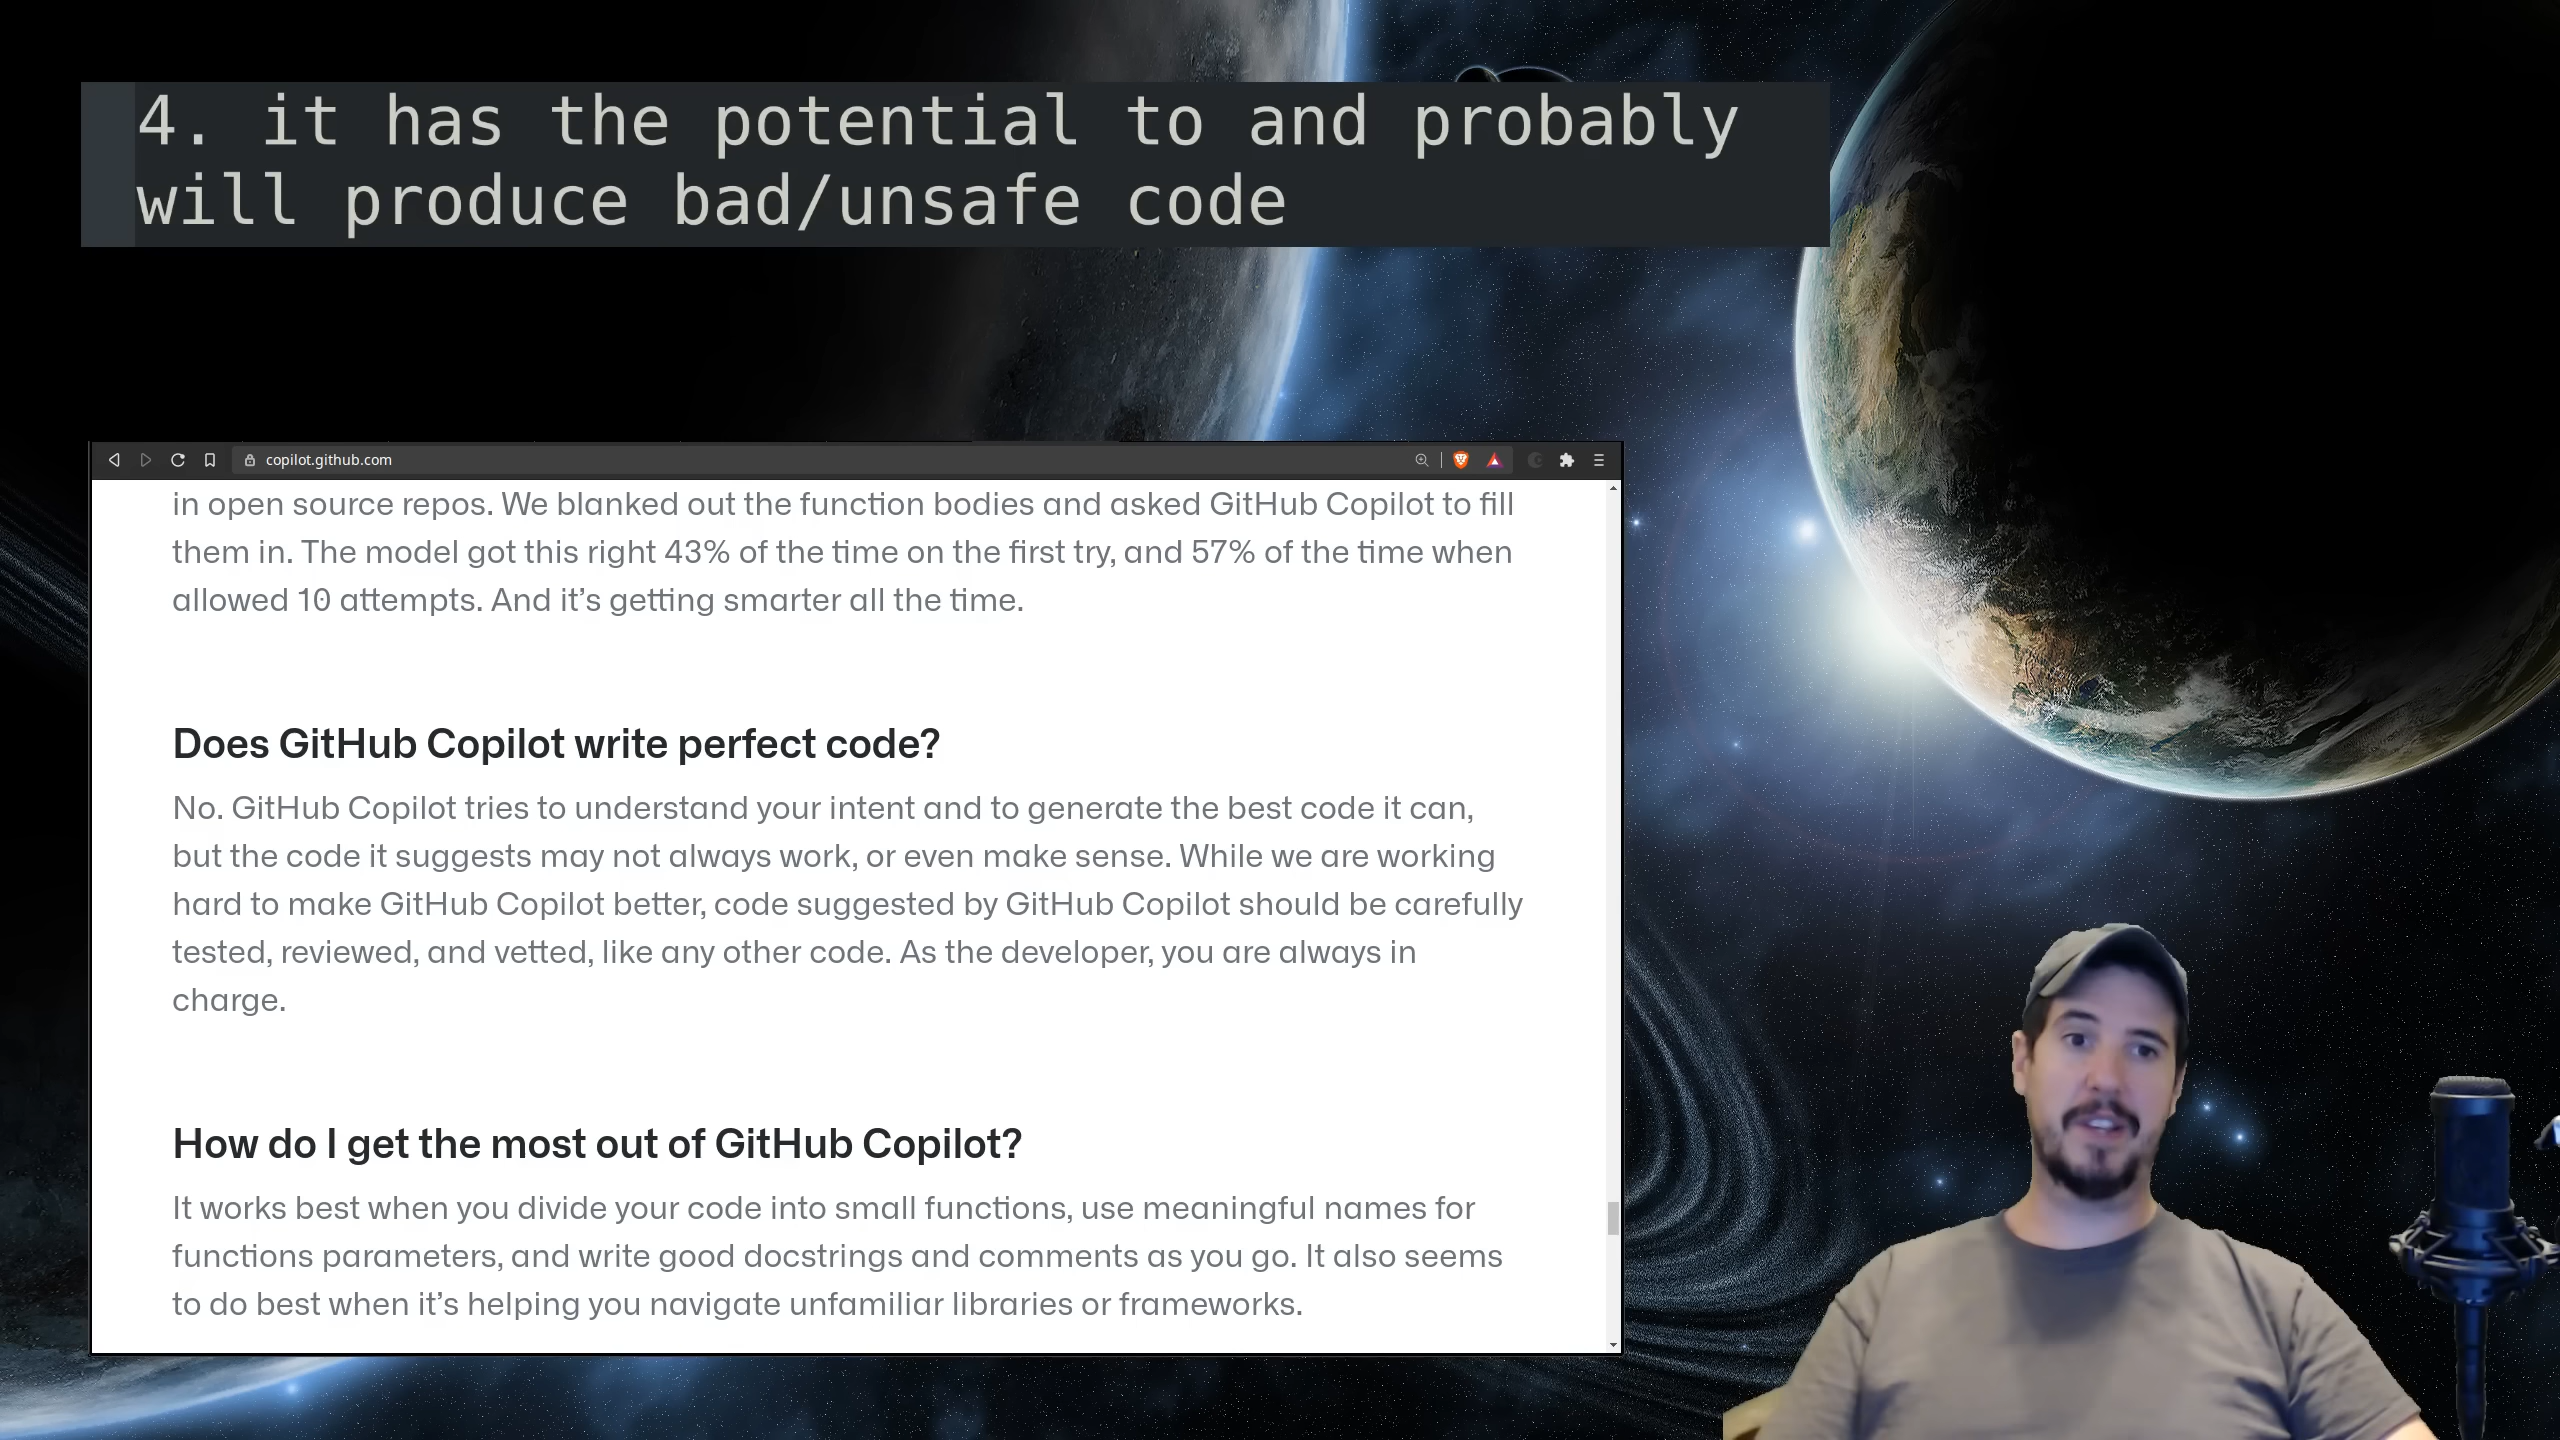 4. it has the potential to and probably
will produce bad/unsafe code
copilot.github.com
in open source repos. We blanked out the function bodies and asked GitHub Copilot to fill
them in. The model got this right 43% of the time on the first try, and 57% of the time when
allowed 10 attempts. And it’s getting smarter all the time.
Does GitHub Copilot write perfect code?
No. GitHub Copilot tries to understand your intent and to generate the best code it can,
but the code it suggests may not always work, or even make sense. While we are working
hard to make GitHub Copilot better, code suggested by GitHub Copilot should be carefully
tested, reviewed, and vetted, like any other code. As the developer, you are always in
charge.
How do I get the most out of GitHub Copilot?
It works best when you divide your code into small functions, use meaningful names for
functions parameters, and write good docstrings and comments as you go. It also seems
to do best when it’s helping you navigate unfamiliar libraries or frameworks.